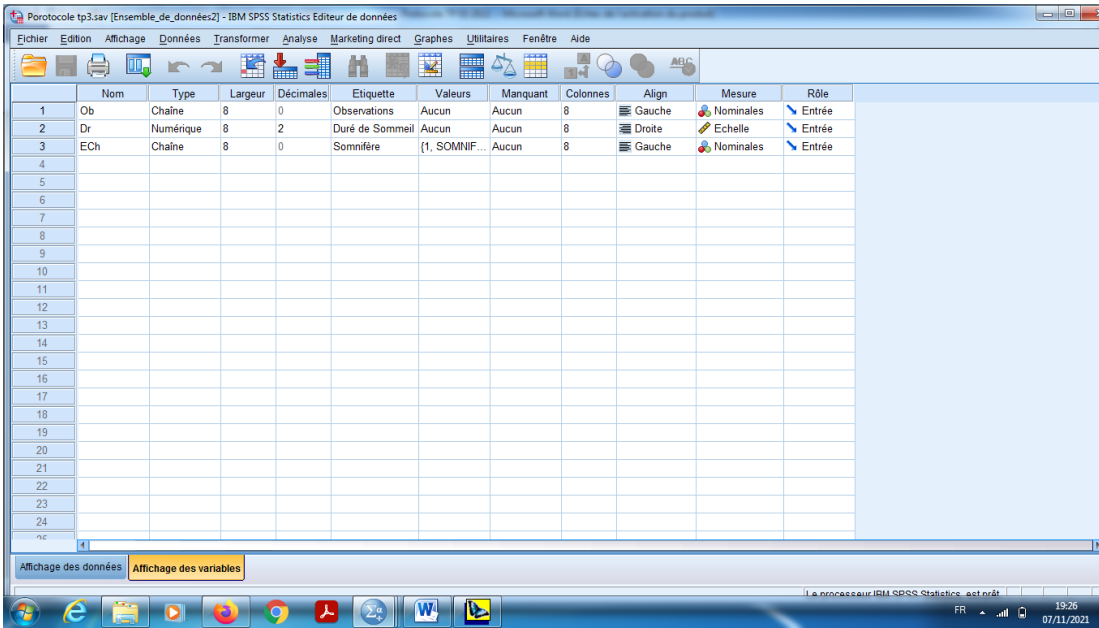 Porotocole tp3.sav [Ensemble_de_données2] - IBM SPSS Statistics Editeur de données
Fichier Edition Affichage Données Transformer Analyse Marketing direct Graphes Utilitaires Fenêtre Aide
Nom Type Largeur Décimales Etiquette Valeurs Manquant Colonnes Align Mesure Rôle
1 Ob Chaîne 8 0 Observations Aucun Aucun 8 Gauche Nominales Entrée
2 Dr Numérique 8 2 Duré de Sommeil Aucun Aucun 8 Droite Echelle Entrée
3 ECh Chaîne 8 0 Somnifère {1, SOMNIF... Aucun 8 Gauche Nominales Entrée
4
5
6
7
8
9
10
11
12
13
14
15
16
17
18
19
20
21
22
23
24
25
Affichage des données Affichage des variables
Le processeur IBM SPSS Statistics est prêt
FR 19:26
07/11/2021